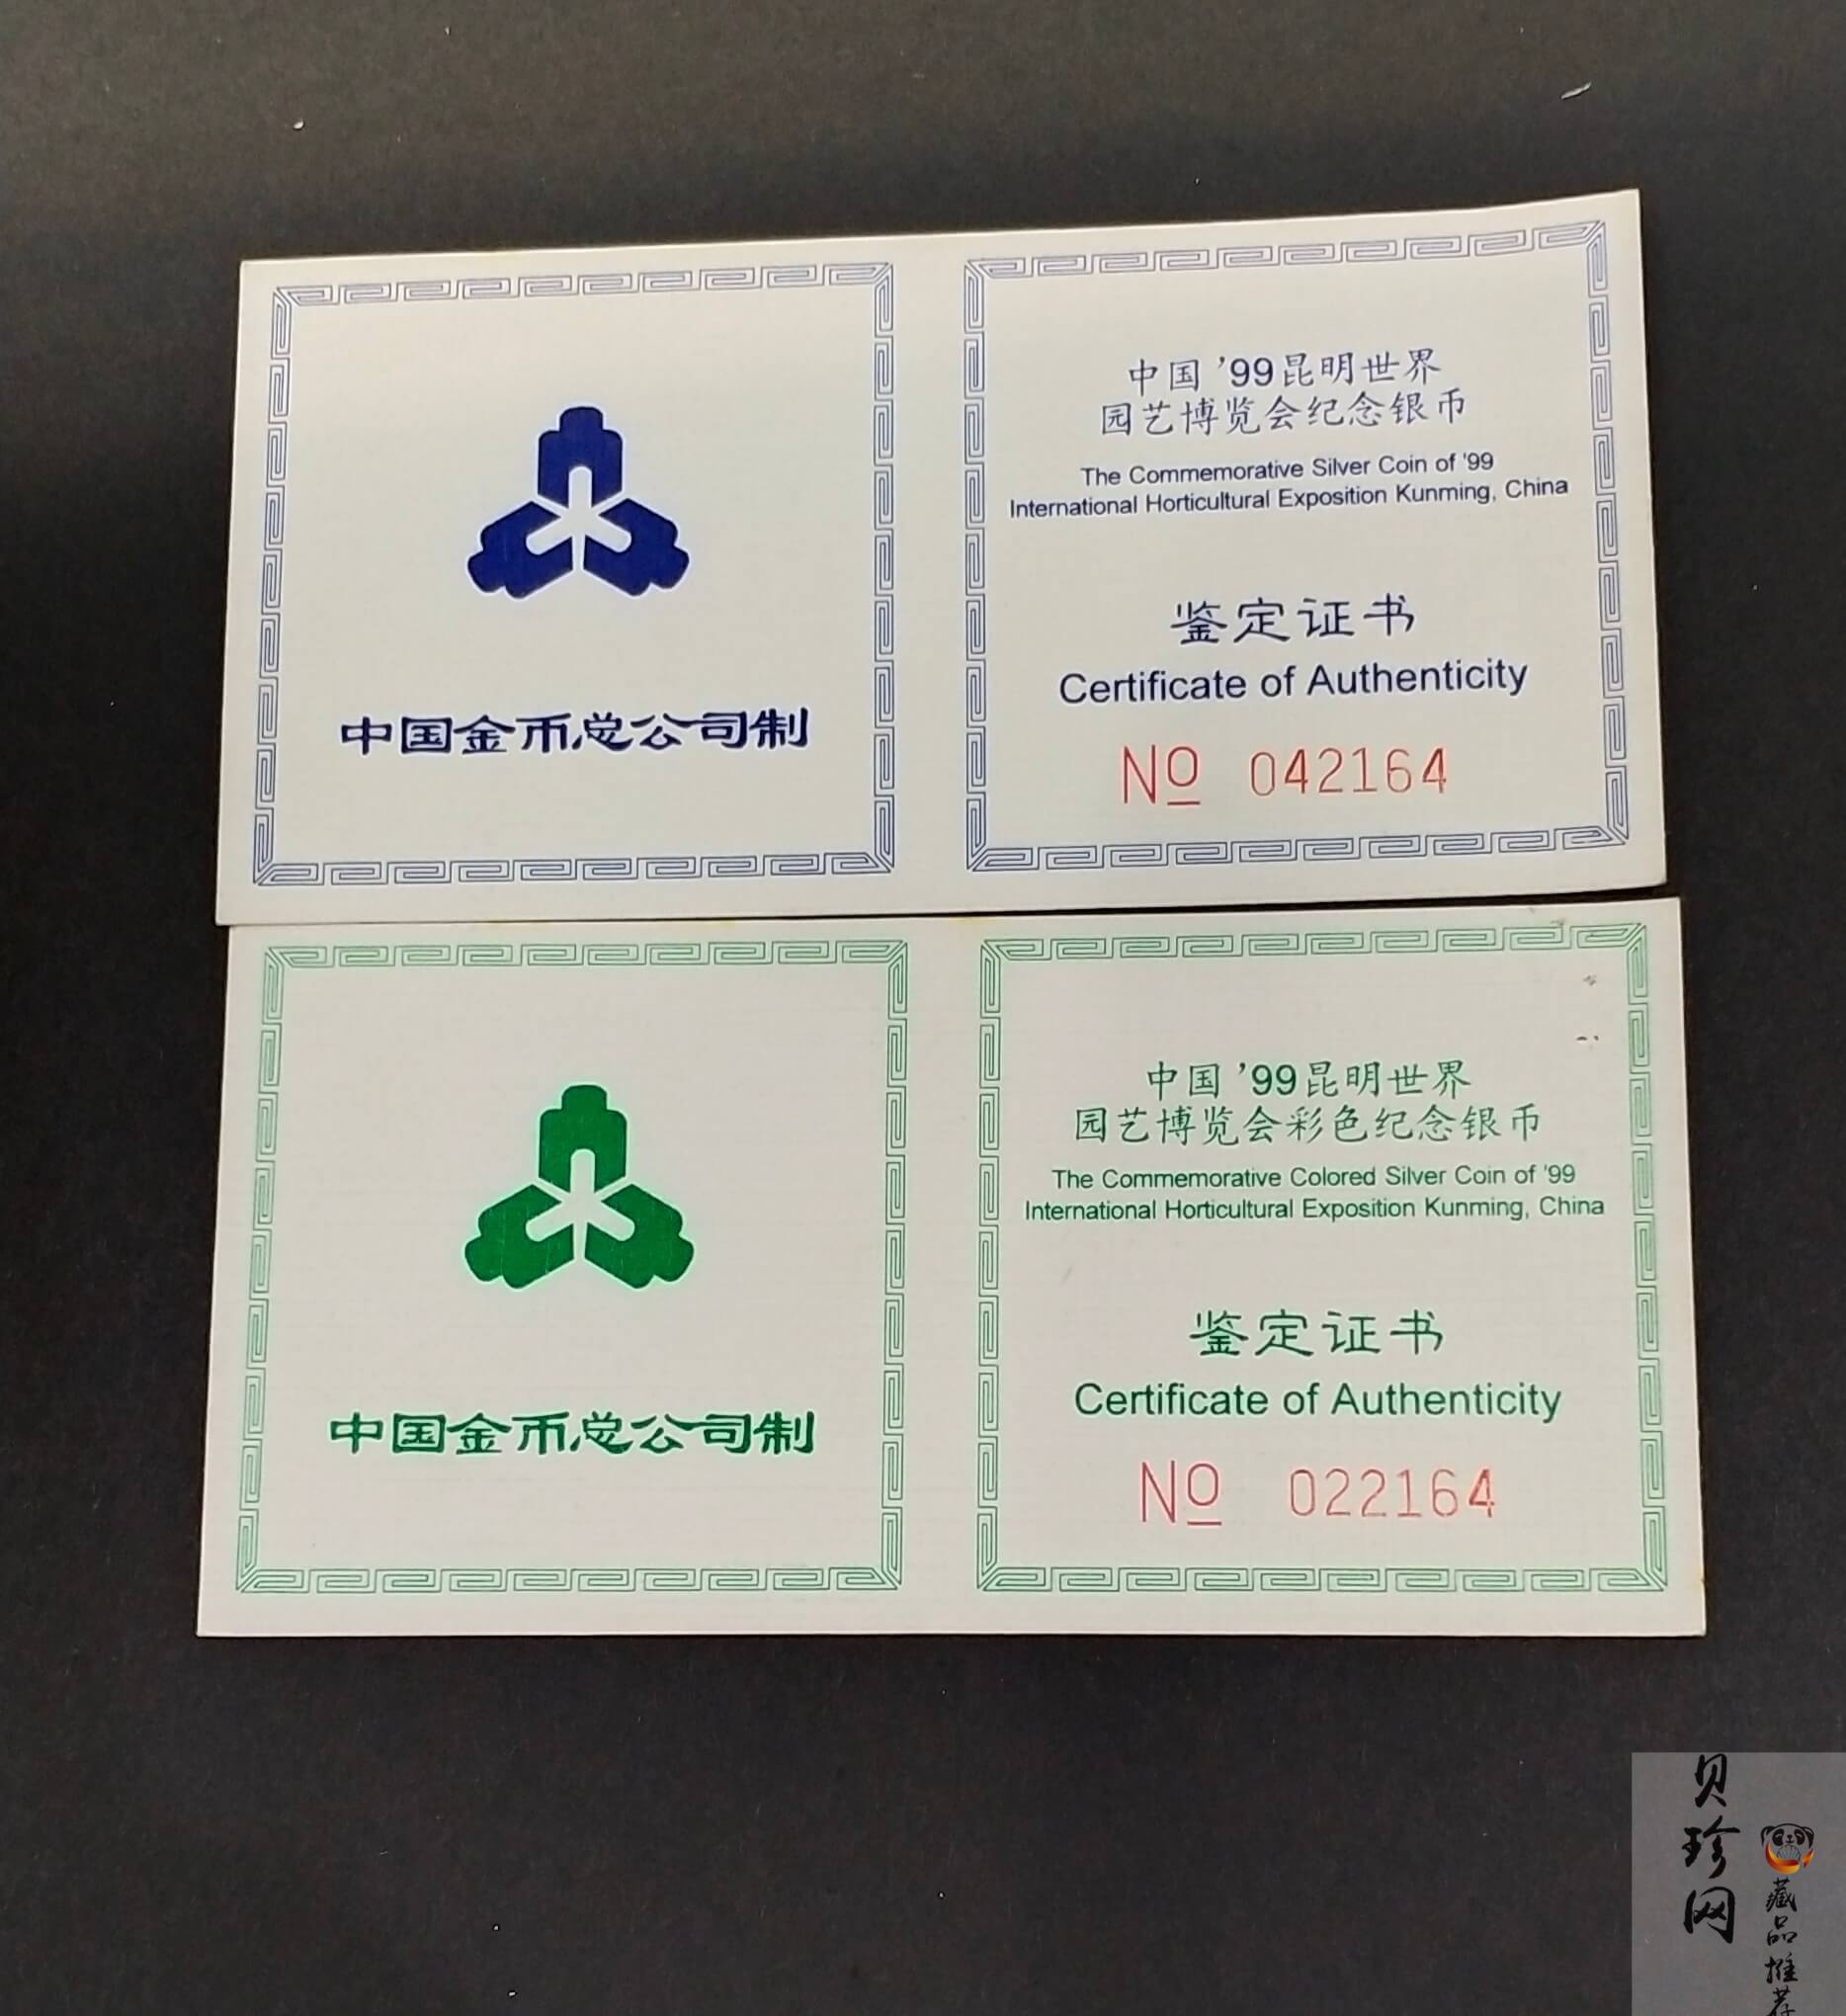 中国金币总公司制
中国 '99昆明世界
园艺博览会纪念银币
The Commemorative Silver Coin of '99
International Horticultural Exposition Kunming, China
鉴定证书
Certificate of Authenticity
Nº 042164
中国金币总公司制
中国 '99昆明世界
园艺博览会彩色纪念银币
The Commemorative Colored Silver Coin of '99
International Horticultural Exposition Kunming, China
鉴定证书
Certificate of Authenticity
Nº 022164
贝珍网
藏品推荐